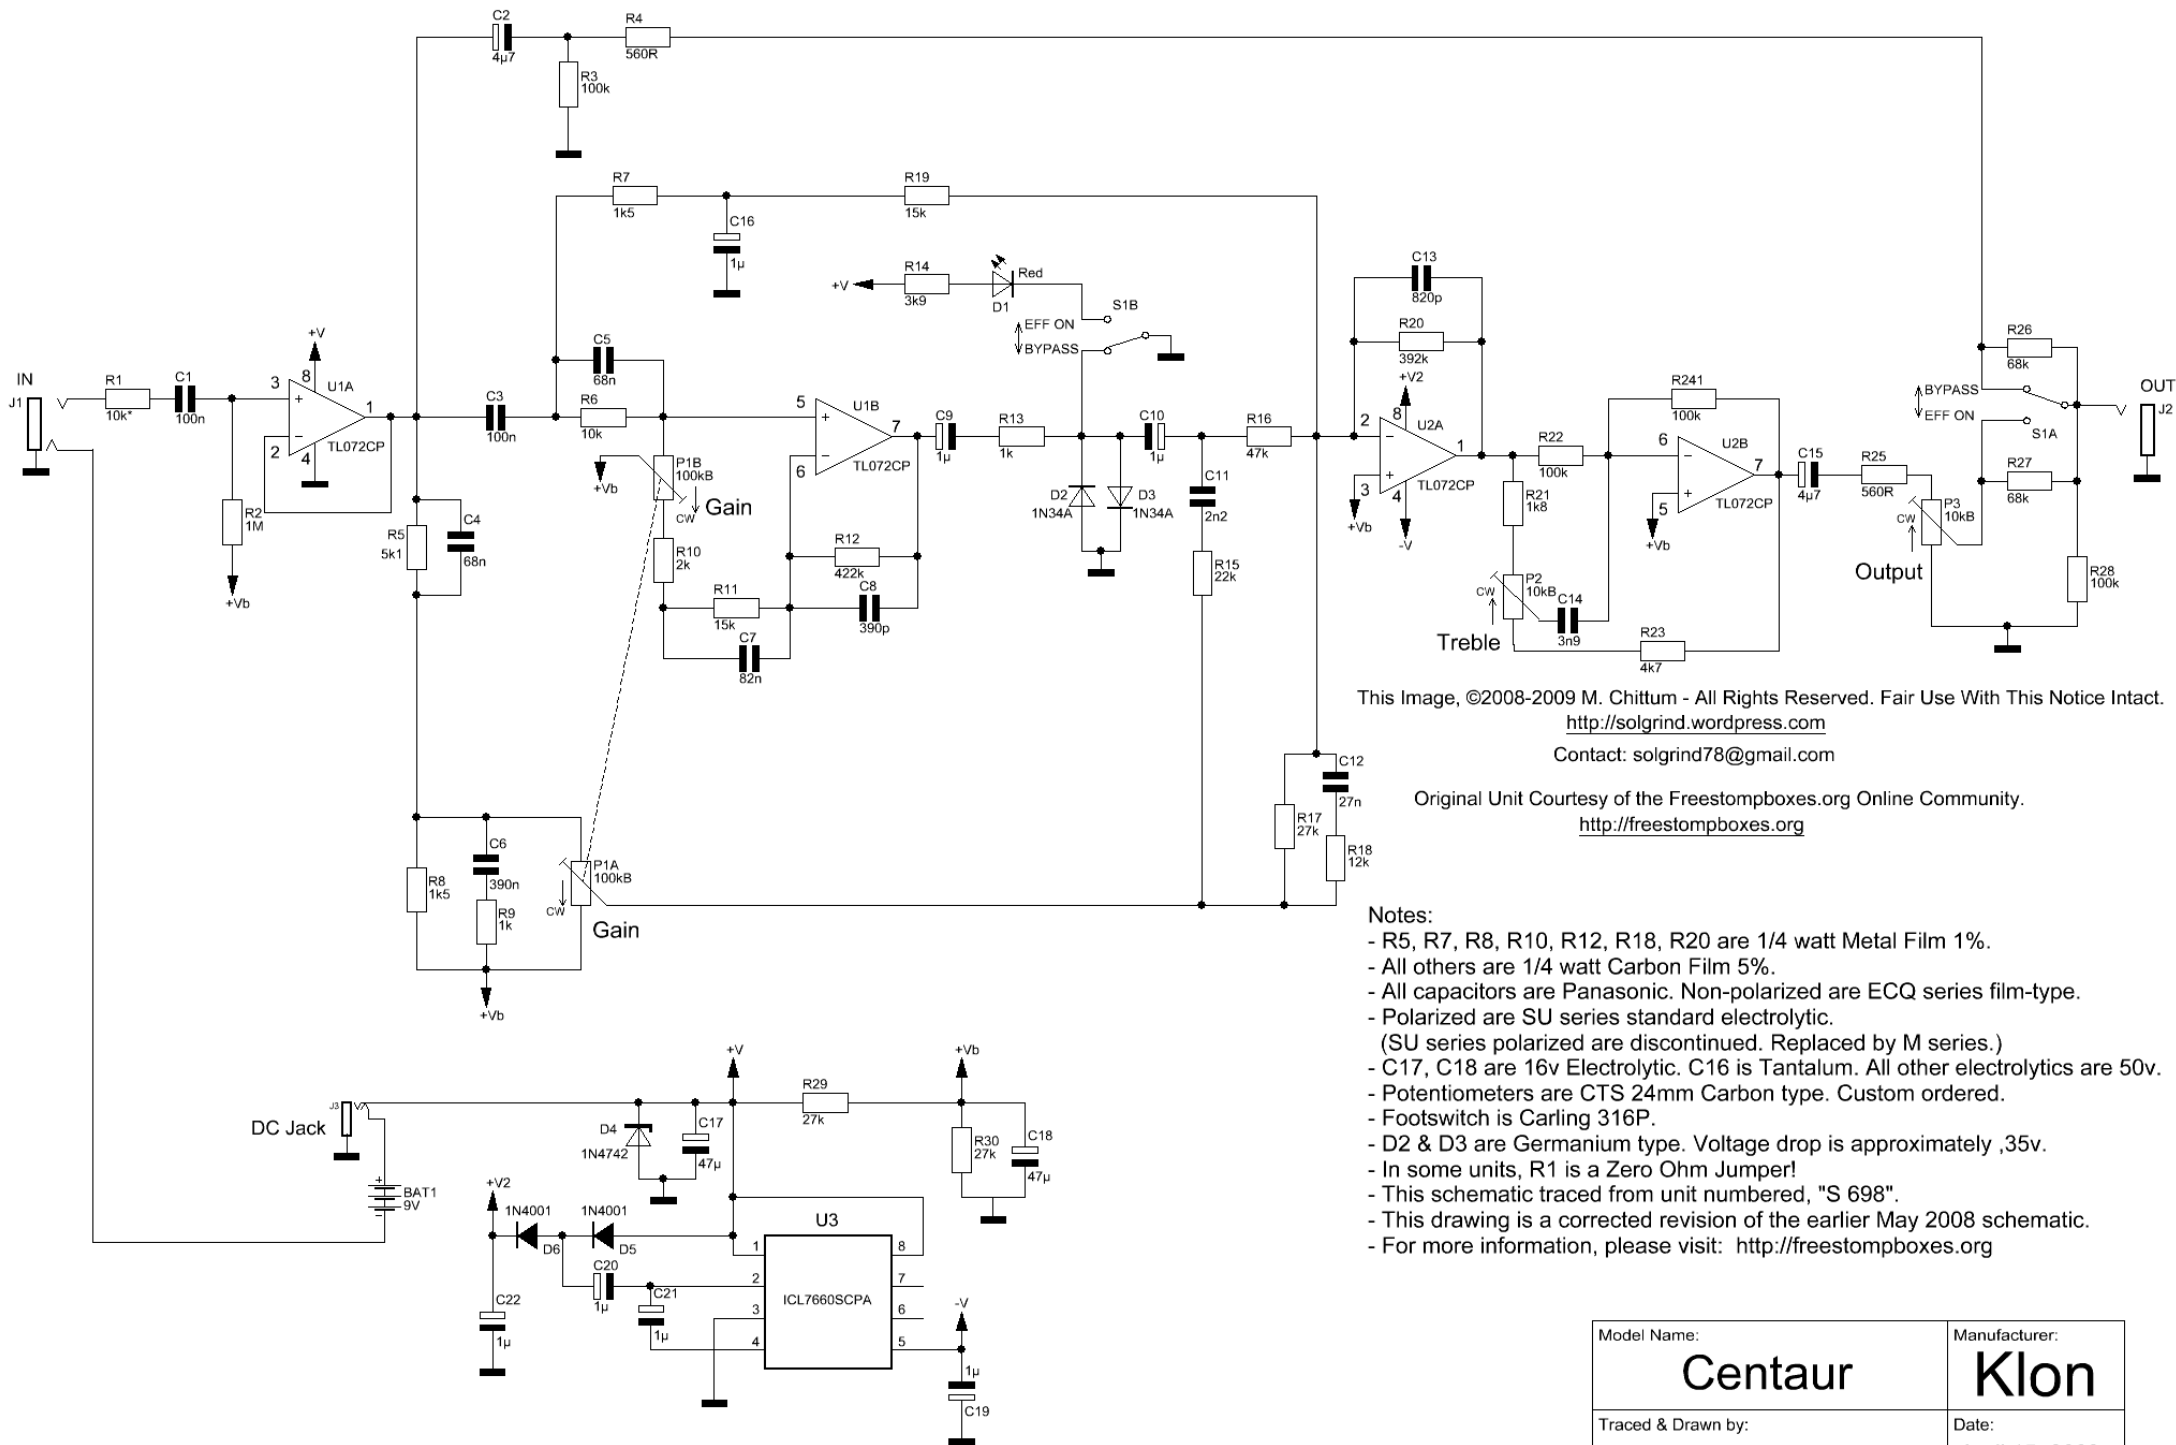 C2
4µ7
R4
560R
R3
100k
R7
1k5
C16
1µ
R19
15k
+V
R14
3k9
Red
D1
EFF ON
BYPASS
S1B
C13
820p
R20
392k
+V2
IN
J1
R1
10k*
C1
100n
R2
1M
+Vb
+V
3
8
U1A
+
−
1
2
4
TL072CP
C3
100n
C5
68n
R6
10k
+Vb
P1B
100kB
CW
Gain
5
U1B
+
−
7
6
TL072CP
C9
1µ
R13
1k
D2
1N34A
D3
1N34A
C10
1µ
R16
47k
C11
2n2
R15
22k
2
8
U2A
−
+
1
3
4
TL072CP
+Vb
-V
R22
100k
R241
100k
R21
1k8
6
U2B
−
+
7
5
TL072CP
+Vb
C15
4µ7
R25
560R
P3
10kB
CW
Output
R26
68k
BYPASS
EFF ON
S1A
R27
68k
OUT
J2
R28
100k
R5
5k1
C4
68n
R10
2k
R11
15k
C7
82n
R12
422k
C8
390p
P2
10kB
CW
C14
3n9
Treble
R23
4k7
This Image, ©2008-2009 M. Chittum - All Rights Reserved. Fair Use With This Notice Intact.
http://solgrind.wordpress.com
Contact: solgrind78@gmail.com
Original Unit Courtesy of the Freestompboxes.org Online Community.
http://freestompboxes.org
C12
27n
R17
27k
R18
12k
R8
1k5
C6
390n
R9
1k
P1A
100kB
CW
Gain
+Vb
Notes:
- R5, R7, R8, R10, R12, R18, R20 are 1/4 watt Metal Film 1%.
- All others are 1/4 watt Carbon Film 5%.
- All capacitors are Panasonic. Non-polarized are ECQ series film-type.
- Polarized are SU series standard electrolytic.
(SU series polarized are discontinued. Replaced by M series.)
- C17, C18 are 16v Electrolytic. C16 is Tantalum. All other electrolytics are 50v.
- Potentiometers are CTS 24mm Carbon type. Custom ordered.
- Footswitch is Carling 316P.
- D2 & D3 are Germanium type. Voltage drop is approximately ,35v.
- In some units, R1 is a Zero Ohm Jumper!
- This schematic traced from unit numbered, "S 698".
- This drawing is a corrected revision of the earlier May 2008 schematic.
- For more information, please visit: http://freestompboxes.org
+V
+Vb
R29
27k
J3
DC Jack
D4
1N4742
C17
47µ
R30
27k
C18
47µ
+
BAT1
9V
−
+V2
1N4001
D6
1N4001
D5
U3
1
2
3
4
8
7
6
5
ICL7660SCPA
C20
1µ
C21
1µ
C22
1µ
-V
1µ
C19
Model Name:
Centaur
Manufacturer:
Klon
Traced & Drawn by:
Date: